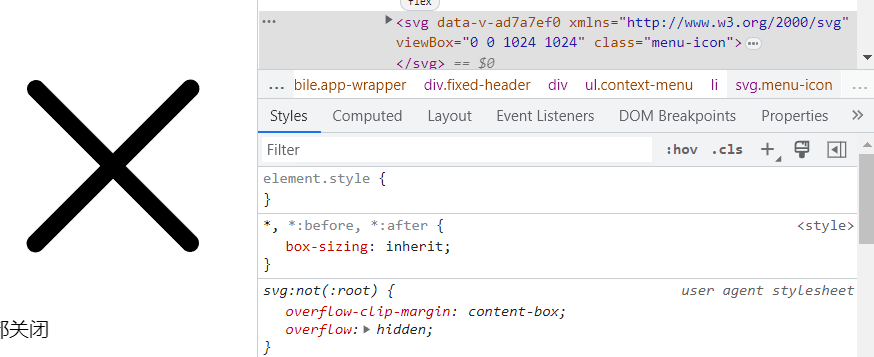 flex
… <svg data-v-ad7a7ef0 xmlns="http://www.w3.org/2000/svg"
viewBox="0 0 1024 1024" class="menu-icon"> …
</svg> == $0
… bile.app-wrapper div.fixed-header div ul.context-menu li svg.menu-icon …
Styles Computed Layout Event Listeners DOM Breakpoints Properties »
Filter :hov .cls +
element.style {
}
*, *:before, *:after { <style>
box-sizing: inherit;
}
svg:not(:root) { user agent stylesheet
overflow-clip-margin: content-box;
overflow: hidden;
}
部关闭